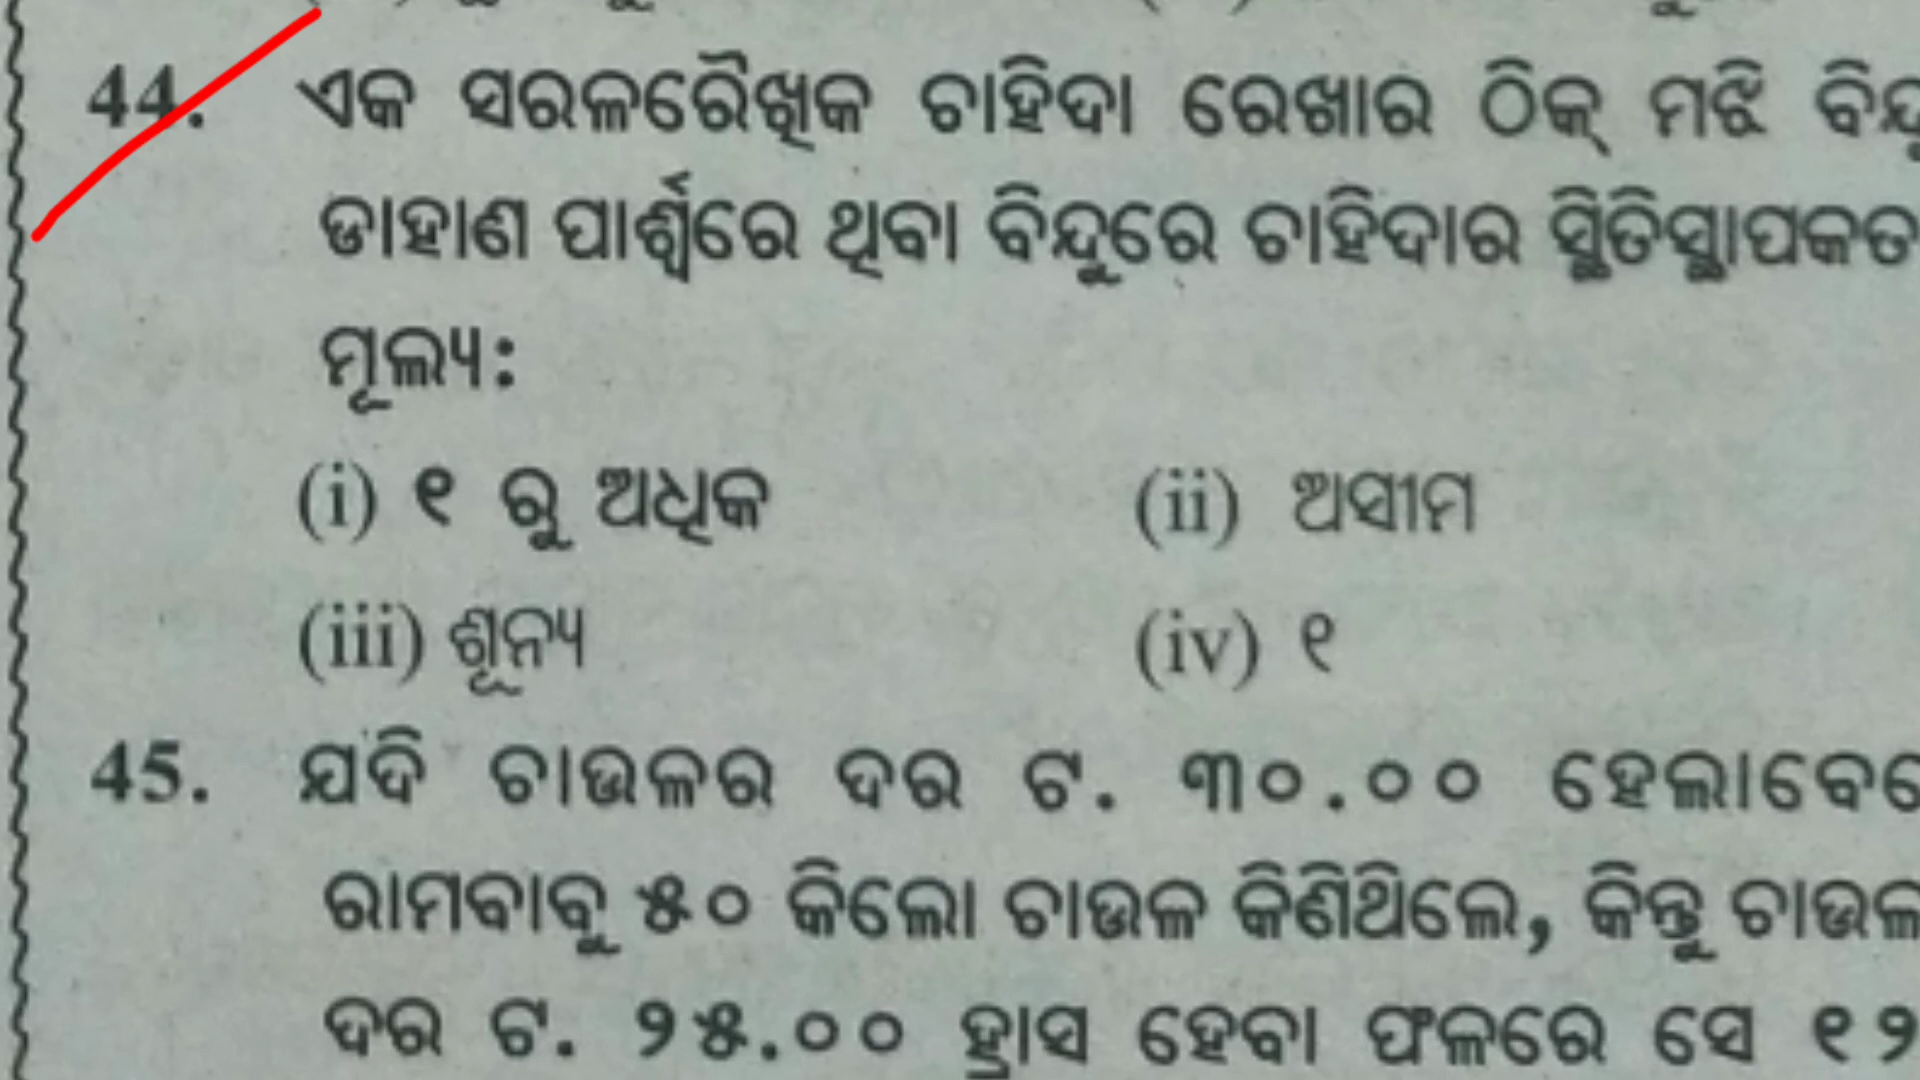 44. ଏକ ସରଳରୈଖିକ ଚାହିଦା ରେଖାର ଠିକ୍ ମଝି
ଡାହାଣ ପାର୍ଶ୍ୱରେ ଥିବା ବିନ୍ଦୁରେ ଚାହିଦାର
ମୂଲ୍ୟ:
(i) ୧ ରୁ ଅଧିକ (ii) ଅସୀମ
(iii) ଶୂନ୍ୟ (iv) ୧
45. ଯଦି ଚାଉଳର ଦର ଟ. ୩୦.୦୦
ରାମବାବୁ ୫୦ କିଲୋ ଚାଉଳ କିଣିଥିଲେ, କିନ୍ତୁ ଚାଉଳ
ଦର ଟ. ୨୫.୦୦ ହ୍ରାସ ହେବା ଫଳରେ ସେ ୧୨